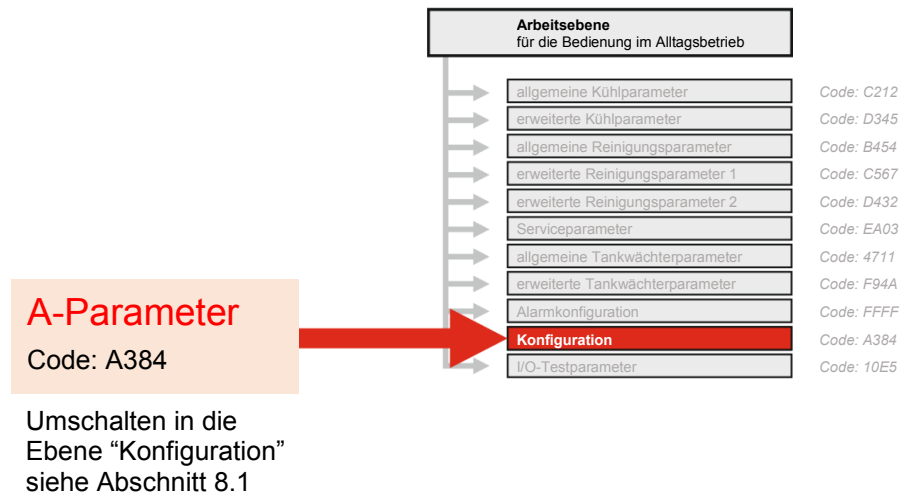 Arbeitsebene
für die Bedienung im Alltagsbetrieb
allgemeine Kühlparameter Code: C212
erweiterte Kühlparameter Code: D345
allgemeine Reinigungsparameter Code: B454
erweiterte Reinigungsparameter 1 Code: C567
erweiterte Reinigungsparameter 2 Code: D432
Serviceparameter Code: EA03
allgemeine Tankwächterparameter Code: 4711
erweiterte Tankwächterparameter Code: F94A
Alarmkonfiguration Code: FFFF
Konfiguration Code: A384
I/O-Testparameter Code: 10E5
A-Parameter
Code: A384
Umschalten in die
Ebene “Konfiguration”
siehe Abschnitt 8.1